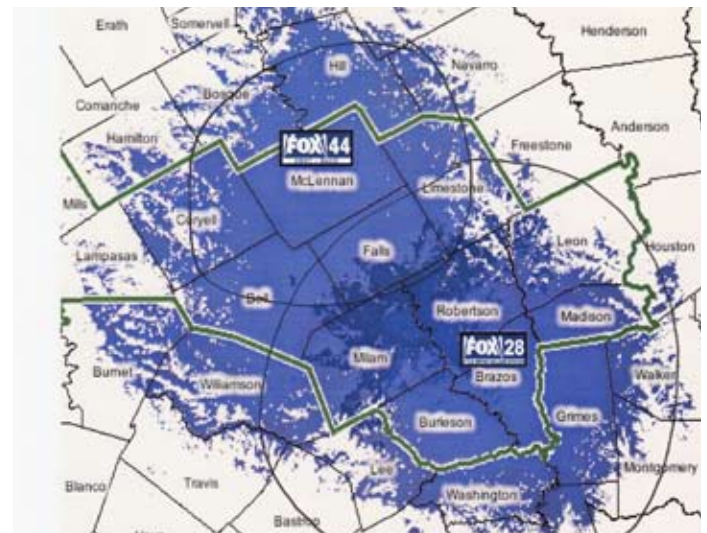 Erath
Somervell
Henderson
Hill
Navarro
Bosque
Comanche
Hamilton
Anderson
Freestone
FOX 44
McLennan
Limestone
Mills
Coryell
Leon
Houston
Falls
Lampasas
Bell
Robertson
Madison
FOX 28
Milam
Burnet
Williamson
Brazos
Walker
Grimes
Burleson
Lee
Montgomery
Blanco
Travis
Washington
Bastrop